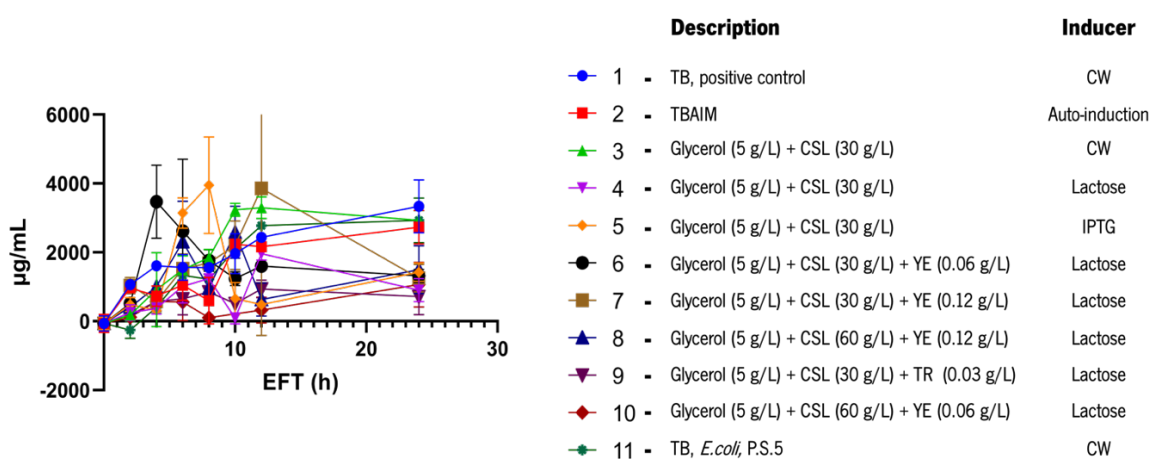 Description Inducer
1 - TB, positive control CW
2 - TBAIM Auto-induction
3 - Glycerol (5 g/L) + CSL (30 g/L) CW
4 - Glycerol (5 g/L) + CSL (30 g/L) Lactose
5 - Glycerol (5 g/L) + CSL (30 g/L) IPTG
6 - Glycerol (5 g/L) + CSL (30 g/L) + YE (0.06 g/L) Lactose
7 - Glycerol (5 g/L) + CSL (30 g/L) + YE (0.12 g/L) Lactose
8 - Glycerol (5 g/L) + CSL (60 g/L) + YE (0.12 g/L) Lactose
9 - Glycerol (5 g/L) + CSL (30 g/L) + TR (0.03 g/L) Lactose
10 - Glycerol (5 g/L) + CSL (60 g/L) + YE (0.06 g/L) Lactose
11 - TB, E.coli, P.S.5 CW
6000
4000
2000
0
-2000
µg/mL
10 20 30
EFT (h)